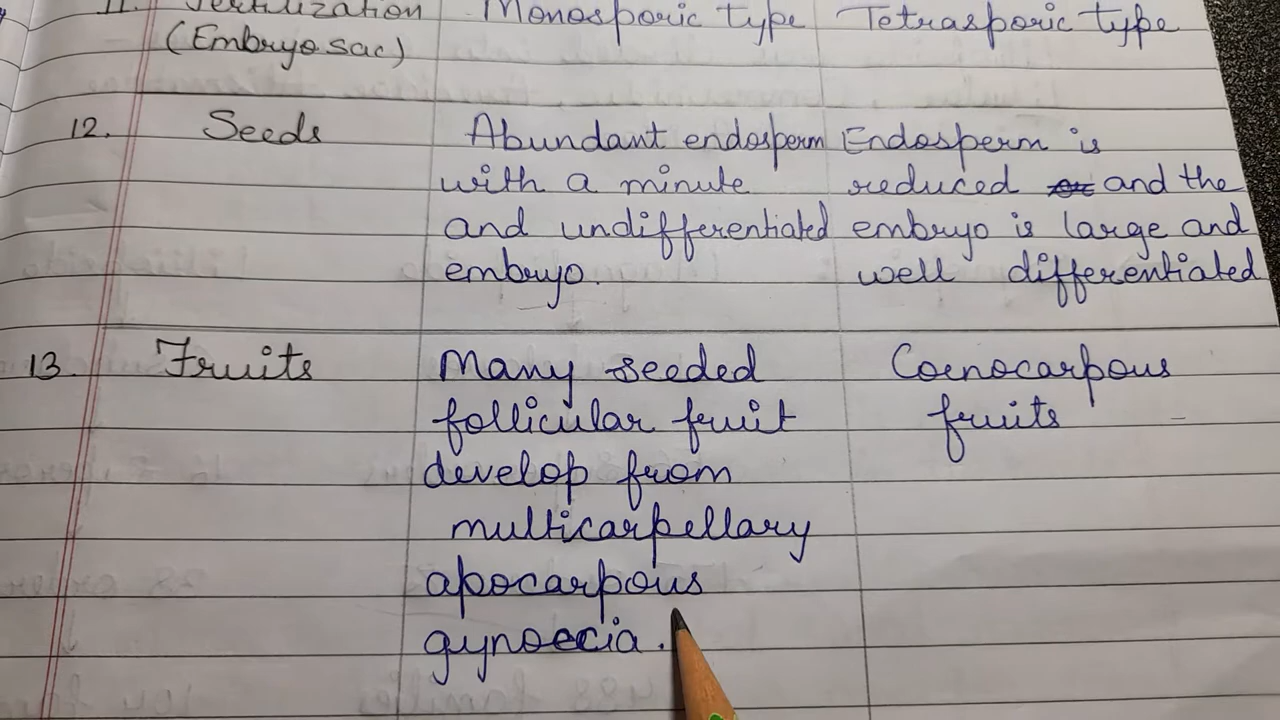 11. Fertilization Monosporic type Tetrasporic type
(Embryo sac)
12. Seeds Abundant endosperm Endosperm is
with a minute reduced and the
and undifferentiated embryo is large and
embryo. well differentiated
13. Fruits Many seeded Coenocarpous
follicular fruit fruits
develop from
multicarpellary
apocarpous
gynoecia.